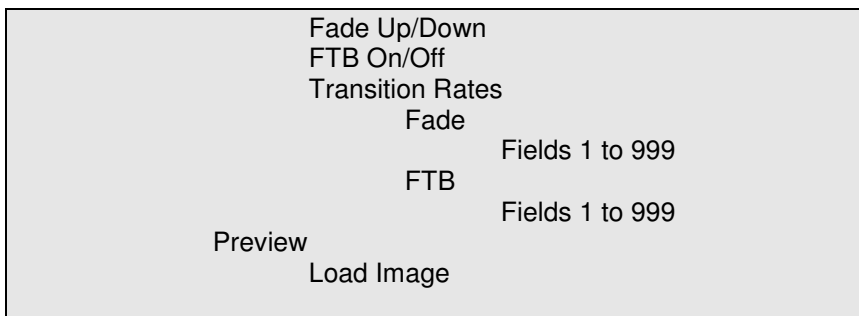 Fade Up/Down
FTB On/Off
Transition Rates
Fade
Fields 1 to 999
FTB
Fields 1 to 999
Preview
Load Image